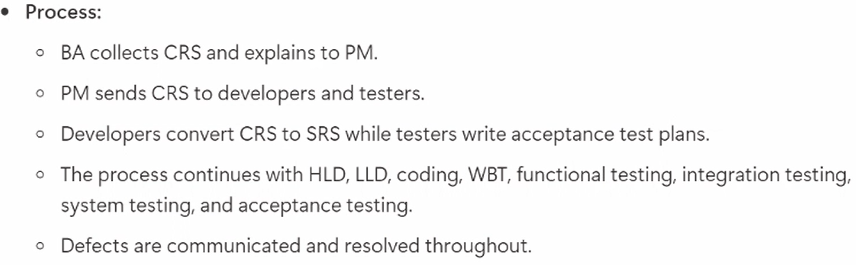 • Process:
○ BA collects CRS and explains to PM.
○ PM sends CRS to developers and testers.
○ Developers convert CRS to SRS while testers write acceptance test plans.
○ The process continues with HLD, LLD, coding, WBT, functional testing, integration testing,
system testing, and acceptance testing.
○ Defects are communicated and resolved throughout.